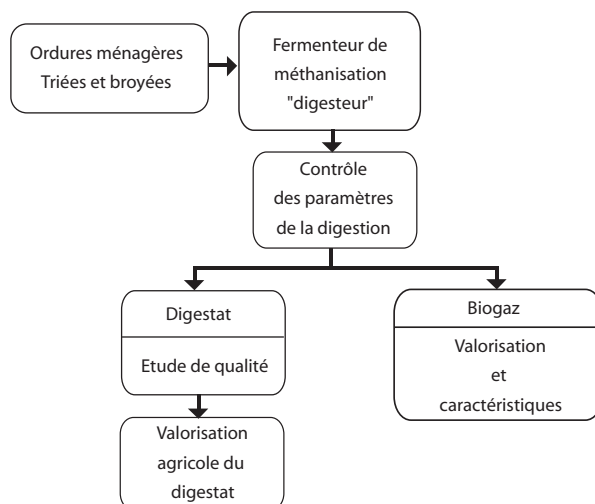 Ordures ménagères
Triées et broyées
Fermenteur de
méthanisation
"digesteur"
Contrôle
des paramètres
de la digestion
Digestat
Etude de qualité
Valorisation
agricole du
digestat
Biogaz
Valorisation
et
caractéristiques